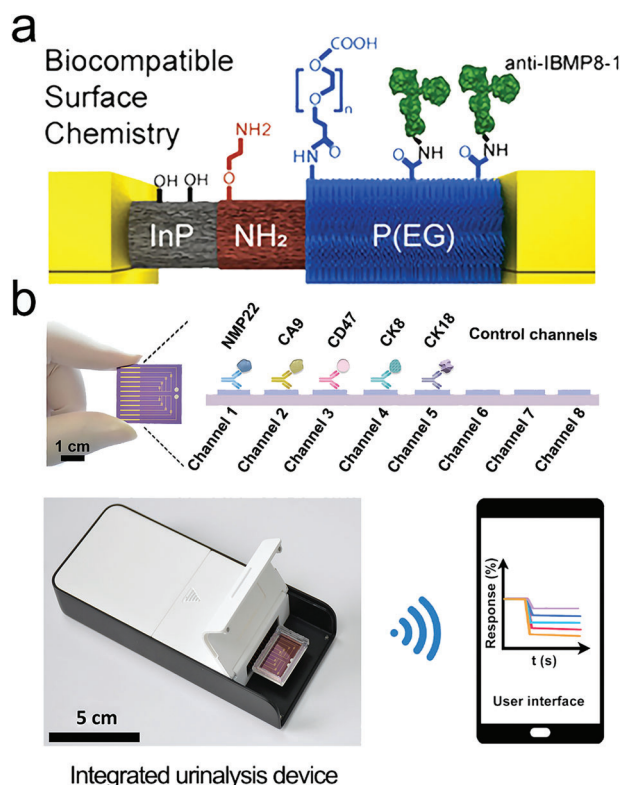 a
Biocompatible
Surface
Chemistry
COOH
O
O
n
NH2
O
HN
O
anti-IBMP8-1
O
NH
O
NH
OH
OH
O
InP
NH₂
P(EG)
b
NMP22
CA9
CD47
CK8
CK18
Control channels
1 cm
Channel 1
Channel 2
Channel 3
Channel 4
Channel 5
Channel 6
Channel 7
Channel 8
5 cm
Response (%)
t (s)
User interface
Integrated urinalysis device